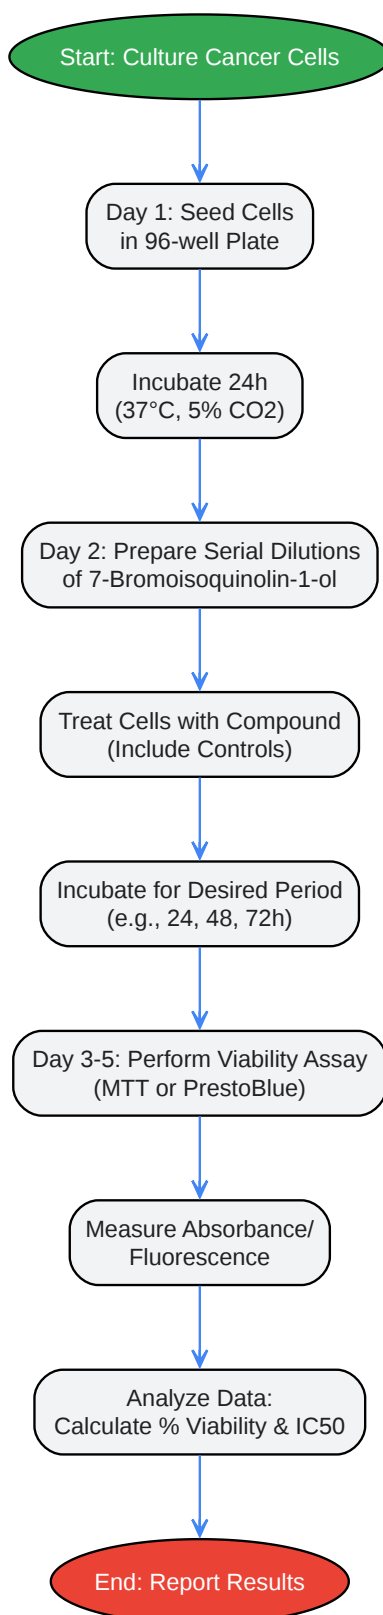 Start: Culture Cancer Cells
Day 1: Seed Cells
in 96-well Plate
Incubate 24h
(37°C, 5% CO2)
Day 2: Prepare Serial Dilutions
of 7-Bromoisoquinolin-1-ol
Treat Cells with Compound
(Include Controls)
Incubate for Desired Period
(e.g., 24, 48, 72h)
Day 3-5: Perform Viability Assay
(MTT or PrestoBlue)
Measure Absorbance/
Fluorescence
Analyze Data:
Calculate % Viability & IC50
End: Report Results